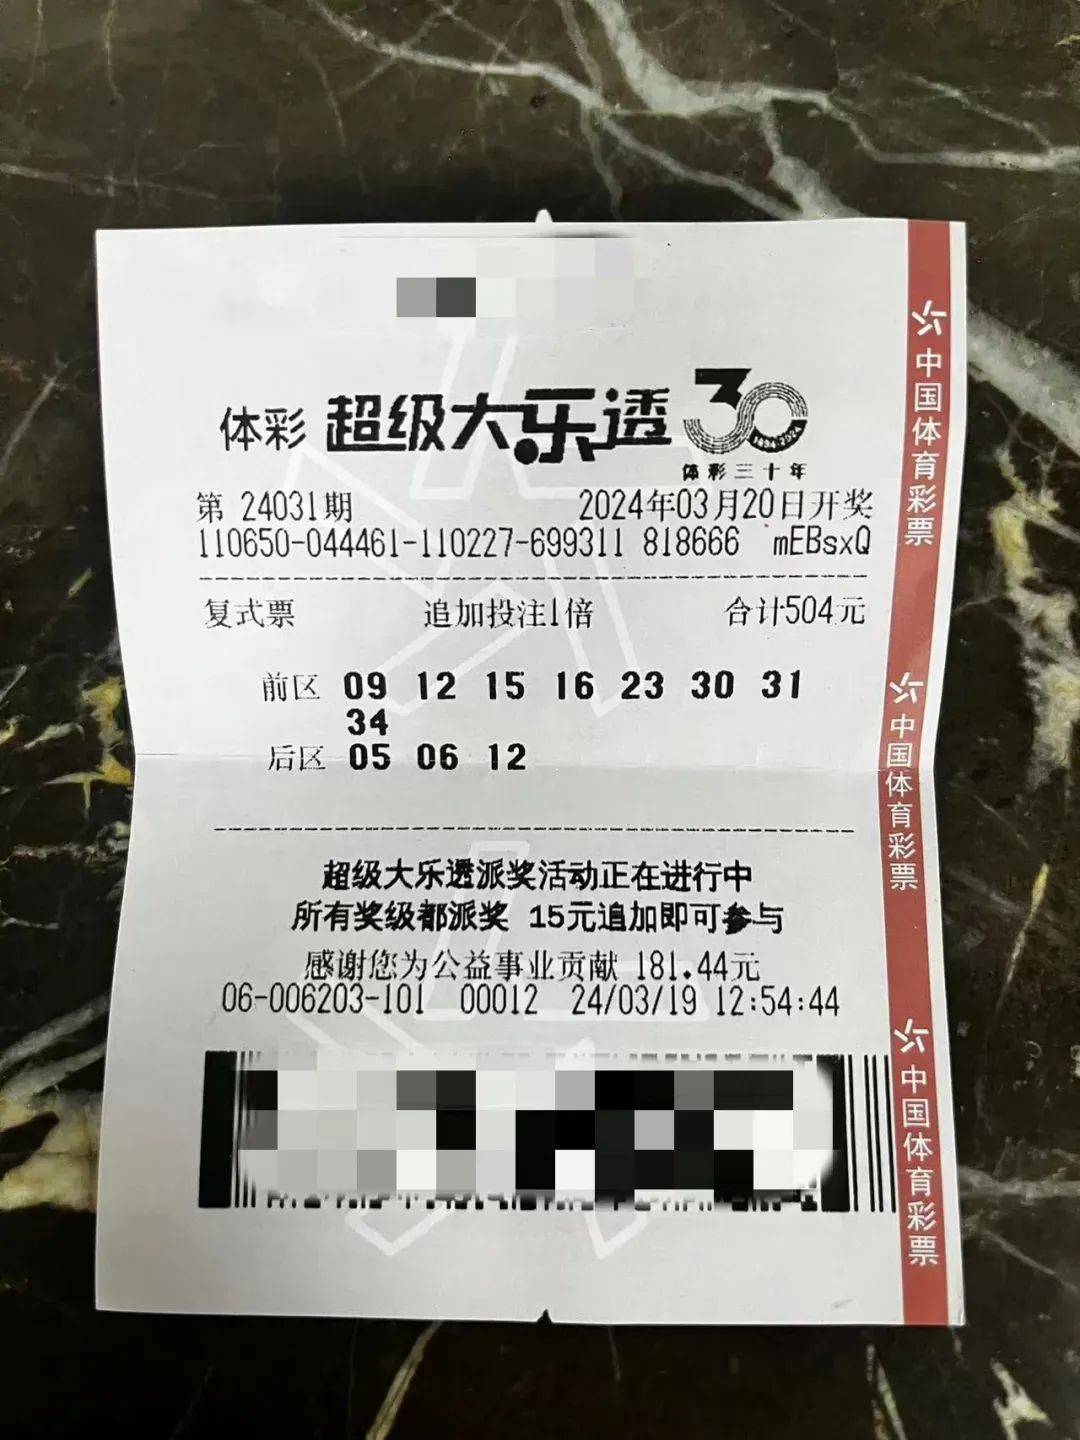 体彩 超级大乐透 30
1994-2024
体彩三十年
第 24031期 2024年03月20日开奖
110650-044461-110227-699311 818666 mEBsxQ
复式票 追加投注1倍 合计504元
前区 09 12 15 16 23 30 31
34
后区 05 06 12
超级大乐透派奖活动正在进行中
所有奖级都派奖 15元追加即可参与
感谢您为公益事业贡献 181.44元
06-006203-101 00012 24/03/19 12:54:44
中国体育彩票
中国体育彩票
中国体育彩票